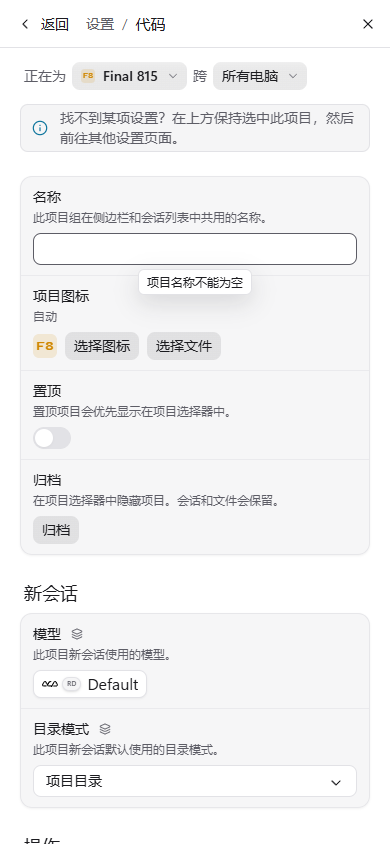 返回 设置 / 代码
正在为 F8 Final 815 跨 所有电脑
找不到某项设置？在上方保持选中此项目，然后
前往其他设置页面。
名称
此项目组在侧边栏和会话列表中共用的名称。
项目名称不能为空
项目图标
自动
F8 选择图标 选择文件
置顶
置顶项目会优先显示在项目选择器中。
归档
在项目选择器中隐藏项目。会话和文件会保留。
归档
新会话
模型
此项目新会话使用的模型。
RD Default
目录模式
此项目新会话默认使用的目录模式。
项目目录
操作